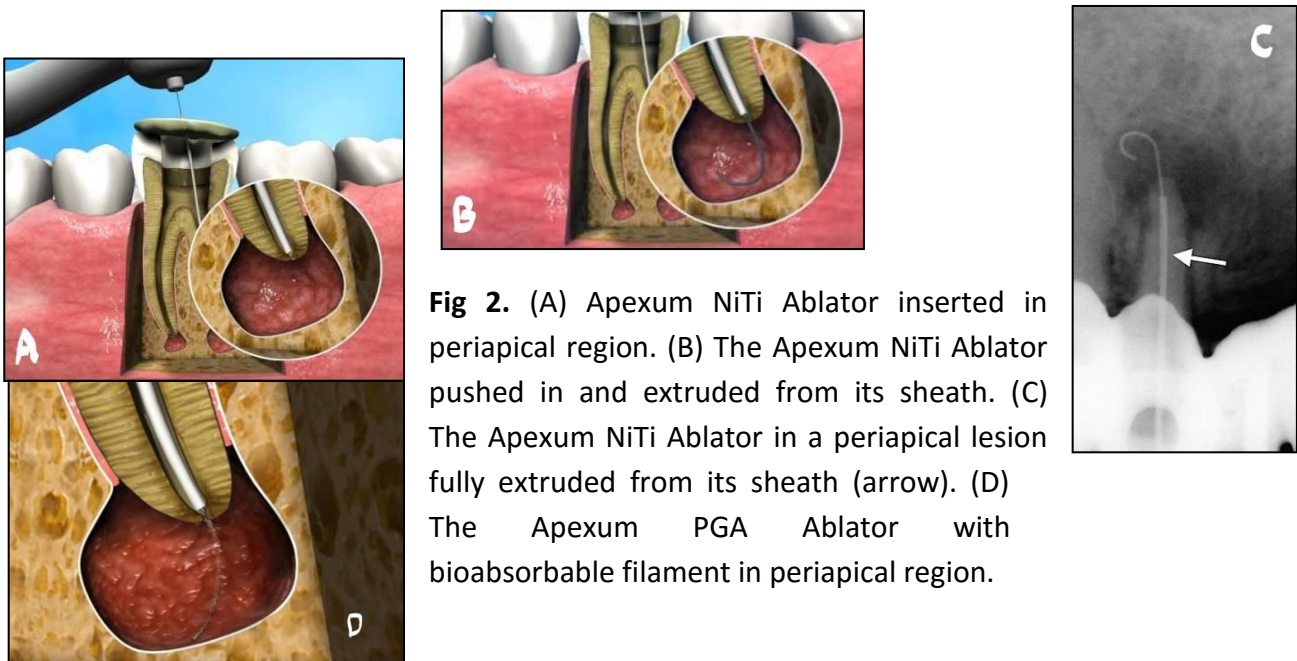 A
B
C
D
Fig 2. (A) Apexum NiTi Ablator inserted in
periapical region. (B) The Apexum NiTi Ablator
pushed in and extruded from its sheath. (C)
The Apexum NiTi Ablator in a periapical lesion
fully extruded from its sheath (arrow). (D)
The Apexum PGA Ablator with
bioabsorbable filament in periapical region.